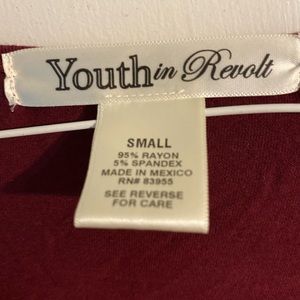 Youth in Revolt
SMALL
95% RAYON
5% SPANDEX
MADE IN MEXICO
RN# 83955
SEE REVERSE
FOR CARE